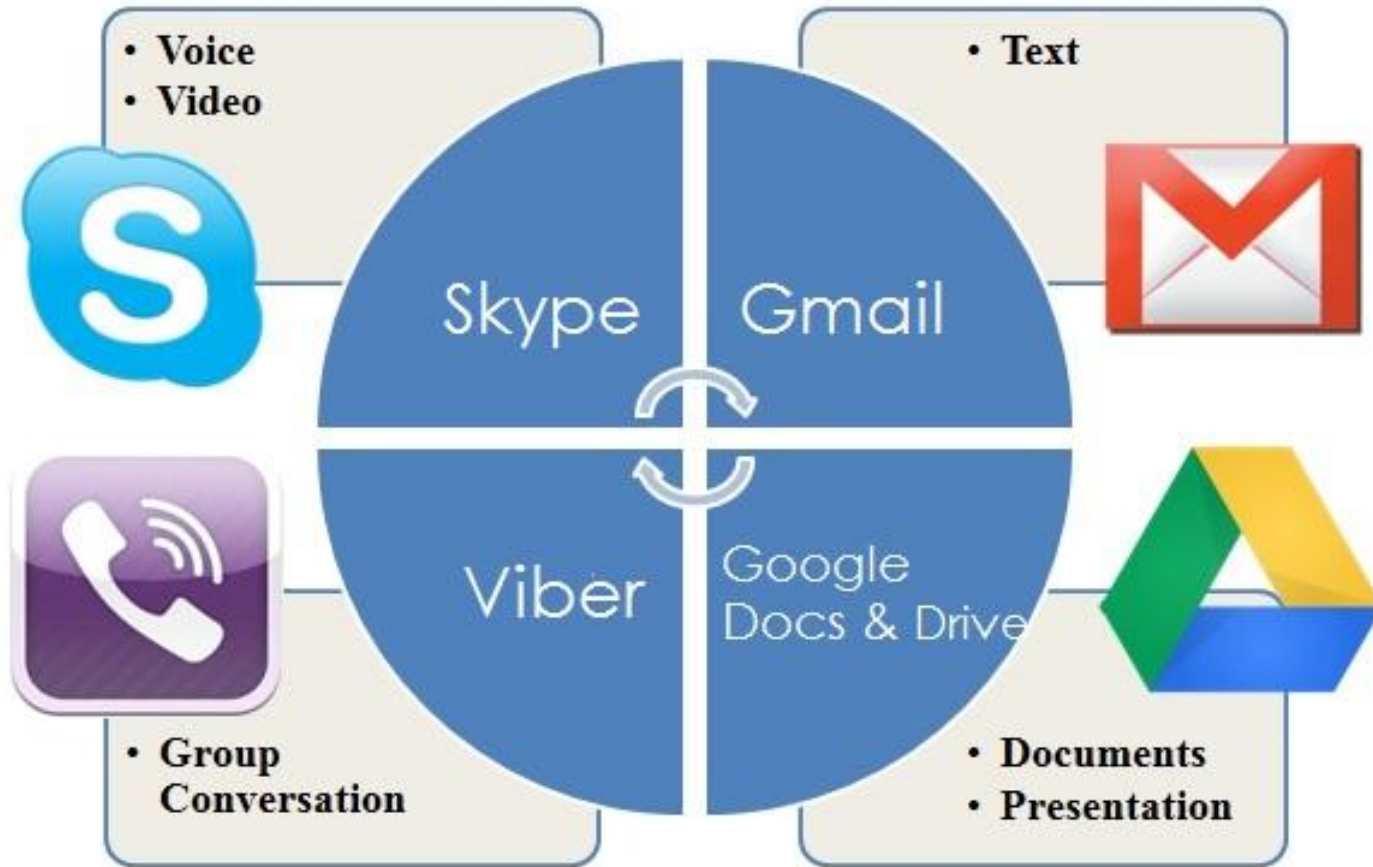 • Voice
• Video
• Text
Skype
Gmail
Viber
Google
Docs & Drive
• Group
Conversation
• Documents
• Presentation